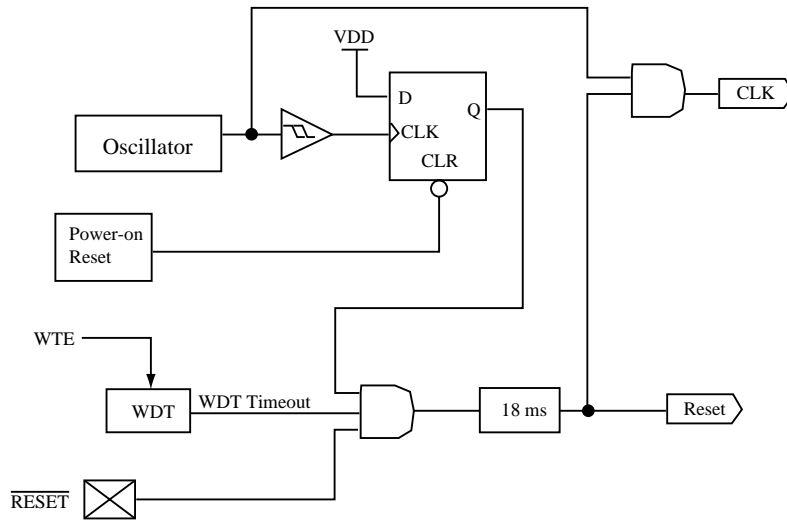 VDD
D
Q
CLK
CLK
Oscillator
CLR
Power-on
Reset
WTE
WDT
WDT Timeout
18 ms
Reset
RESET